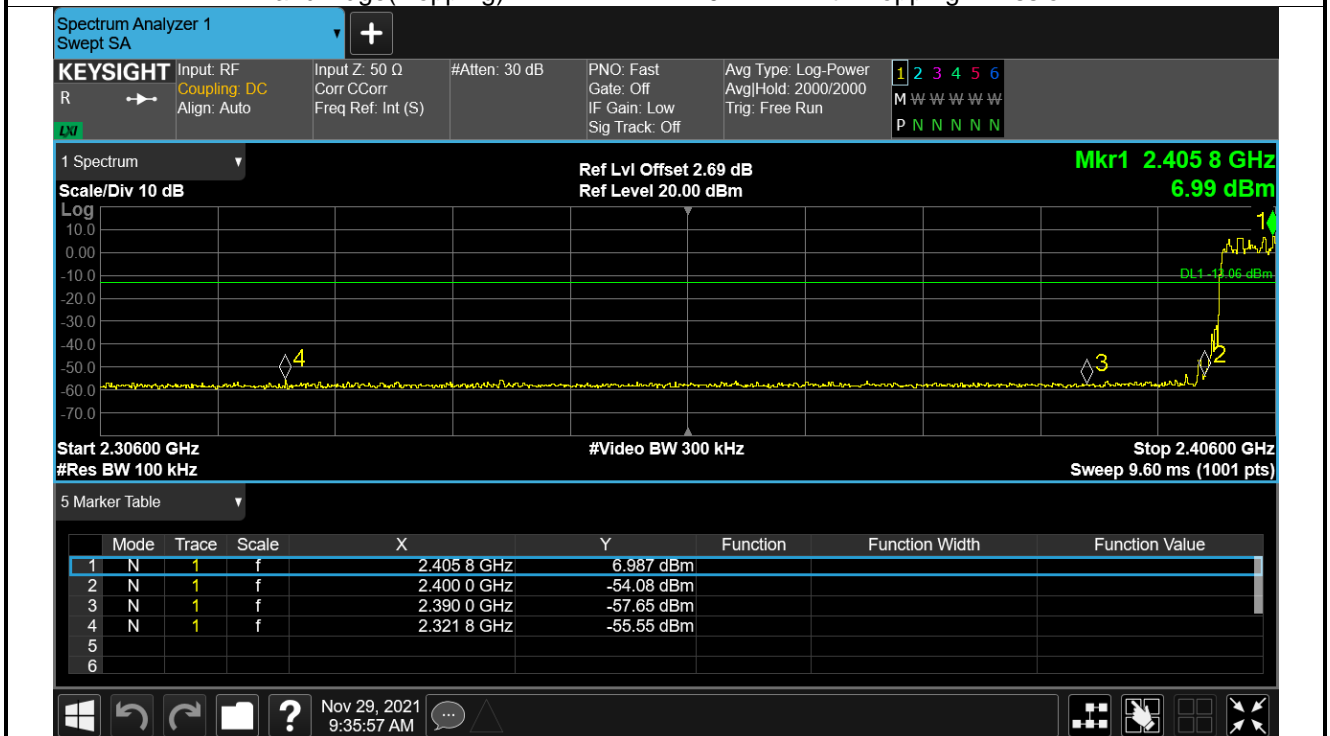 Spectrum Analyzer 1
Swept SA
+
KEYSIGHT
R
LXI
Input: RF
Coupling: DC
Align: Auto
Input Z: 50 Ω
Corr CCorr
Freq Ref: Int (S)
#Atten: 30 dB
PNO: Fast
Gate: Off
IF Gain: Low
Sig Track: Off
Avg Type: Log-Power
Avg|Hold: 2000/2000
Trig: Free Run
1 2 3 4 5 6
M W W W W W
P N N N N N
1 Spectrum
Scale/Div 10 dB
Ref Lvl Offset 2.69 dB
Ref Level 20.00 dBm
Mkr1 2.405 8 GHz
6.99 dBm
Log
10.0
0.00
-10.0
-20.0
-30.0
-40.0
-50.0
-60.0
-70.0
1
DL1 -13.06 dBm
4
3
2
Start 2.30600 GHz
#Video BW 300 kHz
Stop 2.40600 GHz
#Res BW 100 kHz
Sweep 9.60 ms (1001 pts)
5 Marker Table
Mode Trace Scale X Y Function Function Width Function Value
1 N 1 f 2.405 8 GHz 6.987 dBm
2 N 1 f 2.400 0 GHz -54.08 dBm
3 N 1 f 2.390 0 GHz -57.65 dBm
4 N 1 f 2.321 8 GHz -55.55 dBm
5
6
?
Nov 29, 2021
9:35:57 AM